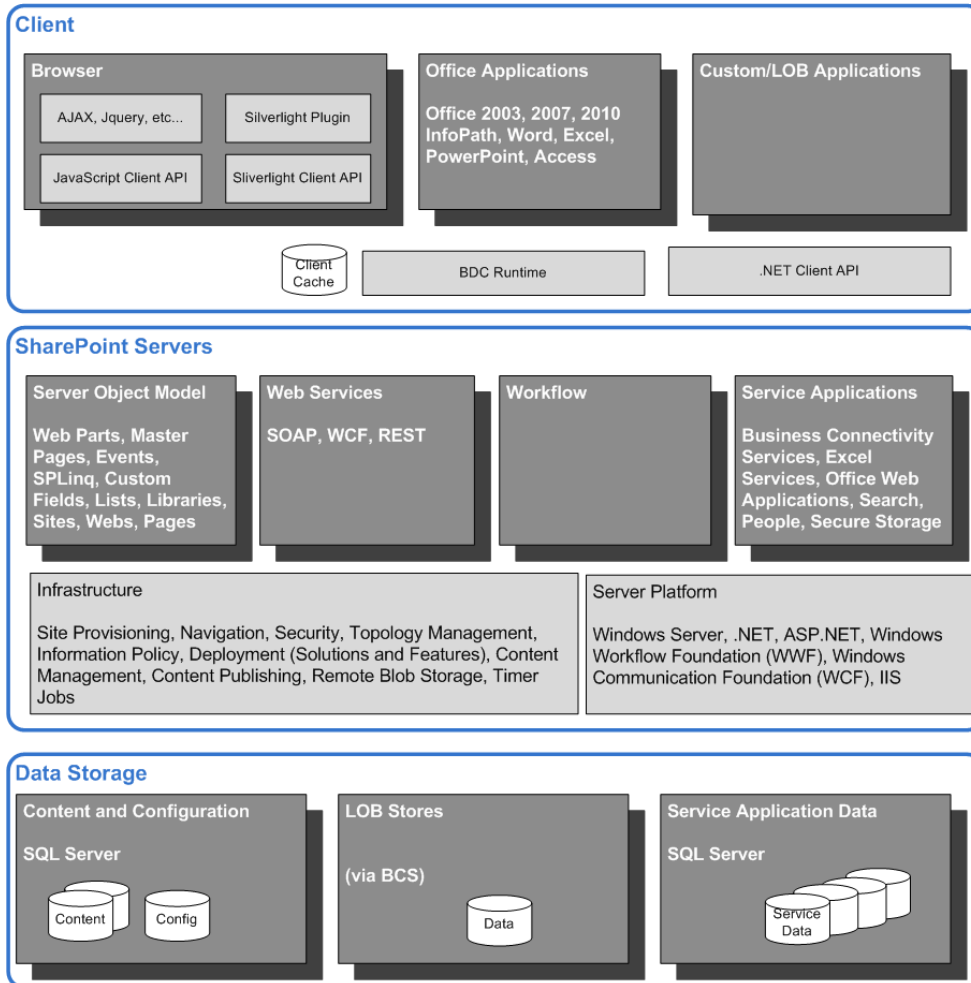 Client
Browser
AJAX, Jquery, etc...
Silverlight Plugin
JavaScript Client API
Sliverlight Client API
Office Applications
Office 2003, 2007, 2010
InfoPath, Word, Excel,
PowerPoint, Access
Custom/LOB Applications
Client
Cache
BDC Runtime
.NET Client API
SharePoint Servers
Server Object Model
Web Parts, Master
Pages, Events,
SPLinq, Custom
Fields, Lists, Libraries,
Sites, Webs, Pages
Web Services
SOAP, WCF, REST
Workflow
Service Applications
Business Connectivity
Services, Excel
Services, Office Web
Applications, Search,
People, Secure Storage
Infrastructure
Site Provisioning, Navigation, Security, Topology Management,
Information Policy, Deployment (Solutions and Features), Content
Management, Content Publishing, Remote Blob Storage, Timer
Jobs
Server Platform
Windows Server, .NET, ASP.NET, Windows
Workflow Foundation (WWF), Windows
Communication Foundation (WCF), IIS
Data Storage
Content and Configuration
SQL Server
Content
Config
LOB Stores
(via BCS)
Data
Service Application Data
SQL Server
Service
Data